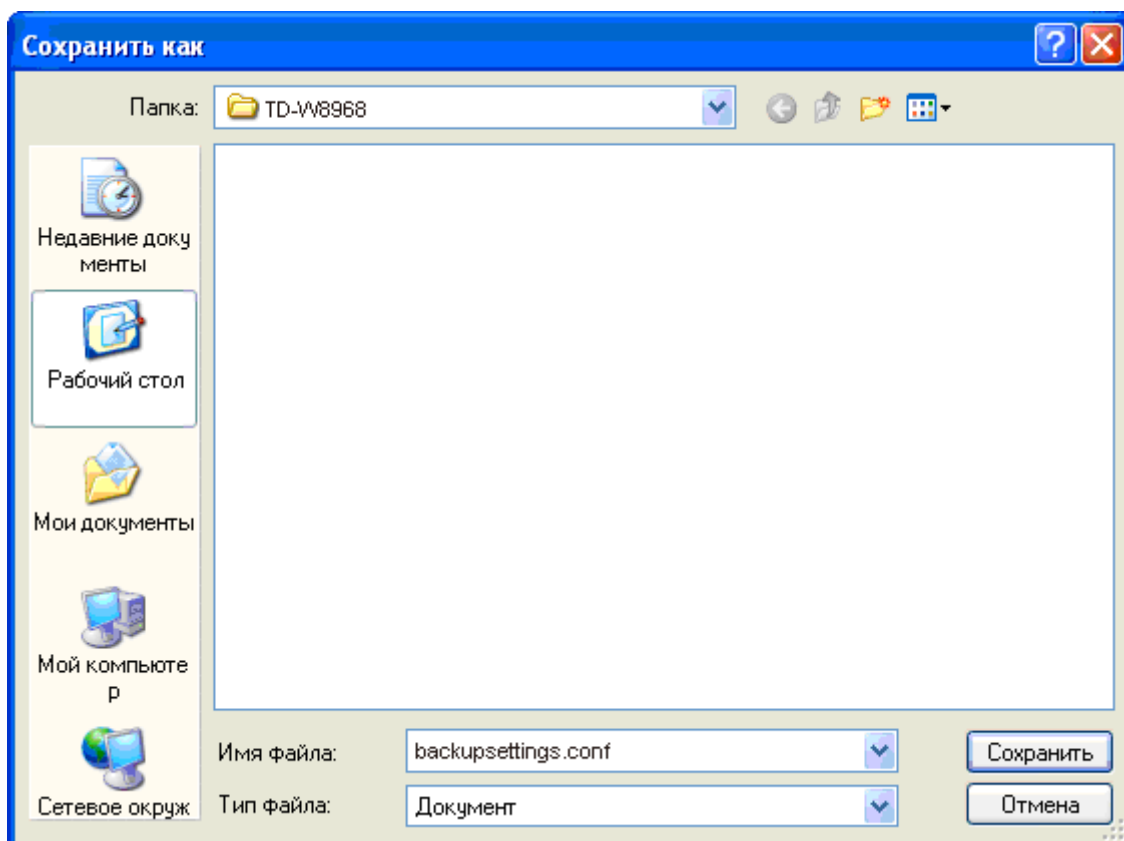 Сохранить как
Папка:
TD-W8968
Недавние доку
менты
Рабочий стол
Мои документы
Мой компьюте
р
Сетевое окруж
Имя файла:
backupsettings.conf
Сохранить
Тип файла:
Документ
Отмена